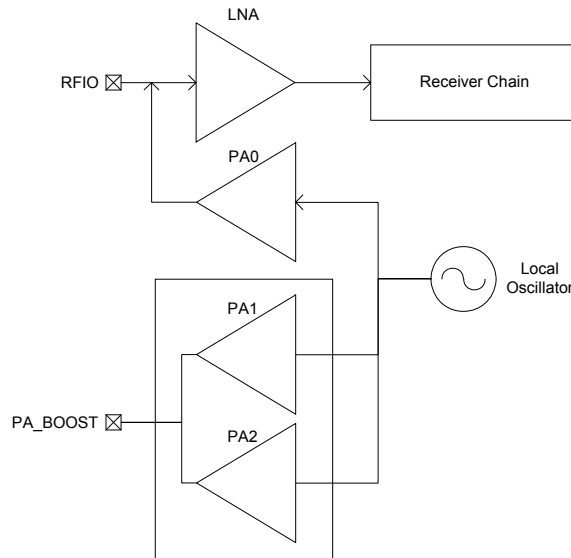 LNA
RFIO
Receiver Chain
PA0
Local
Oscillator
PA1
PA_BOOST
PA2